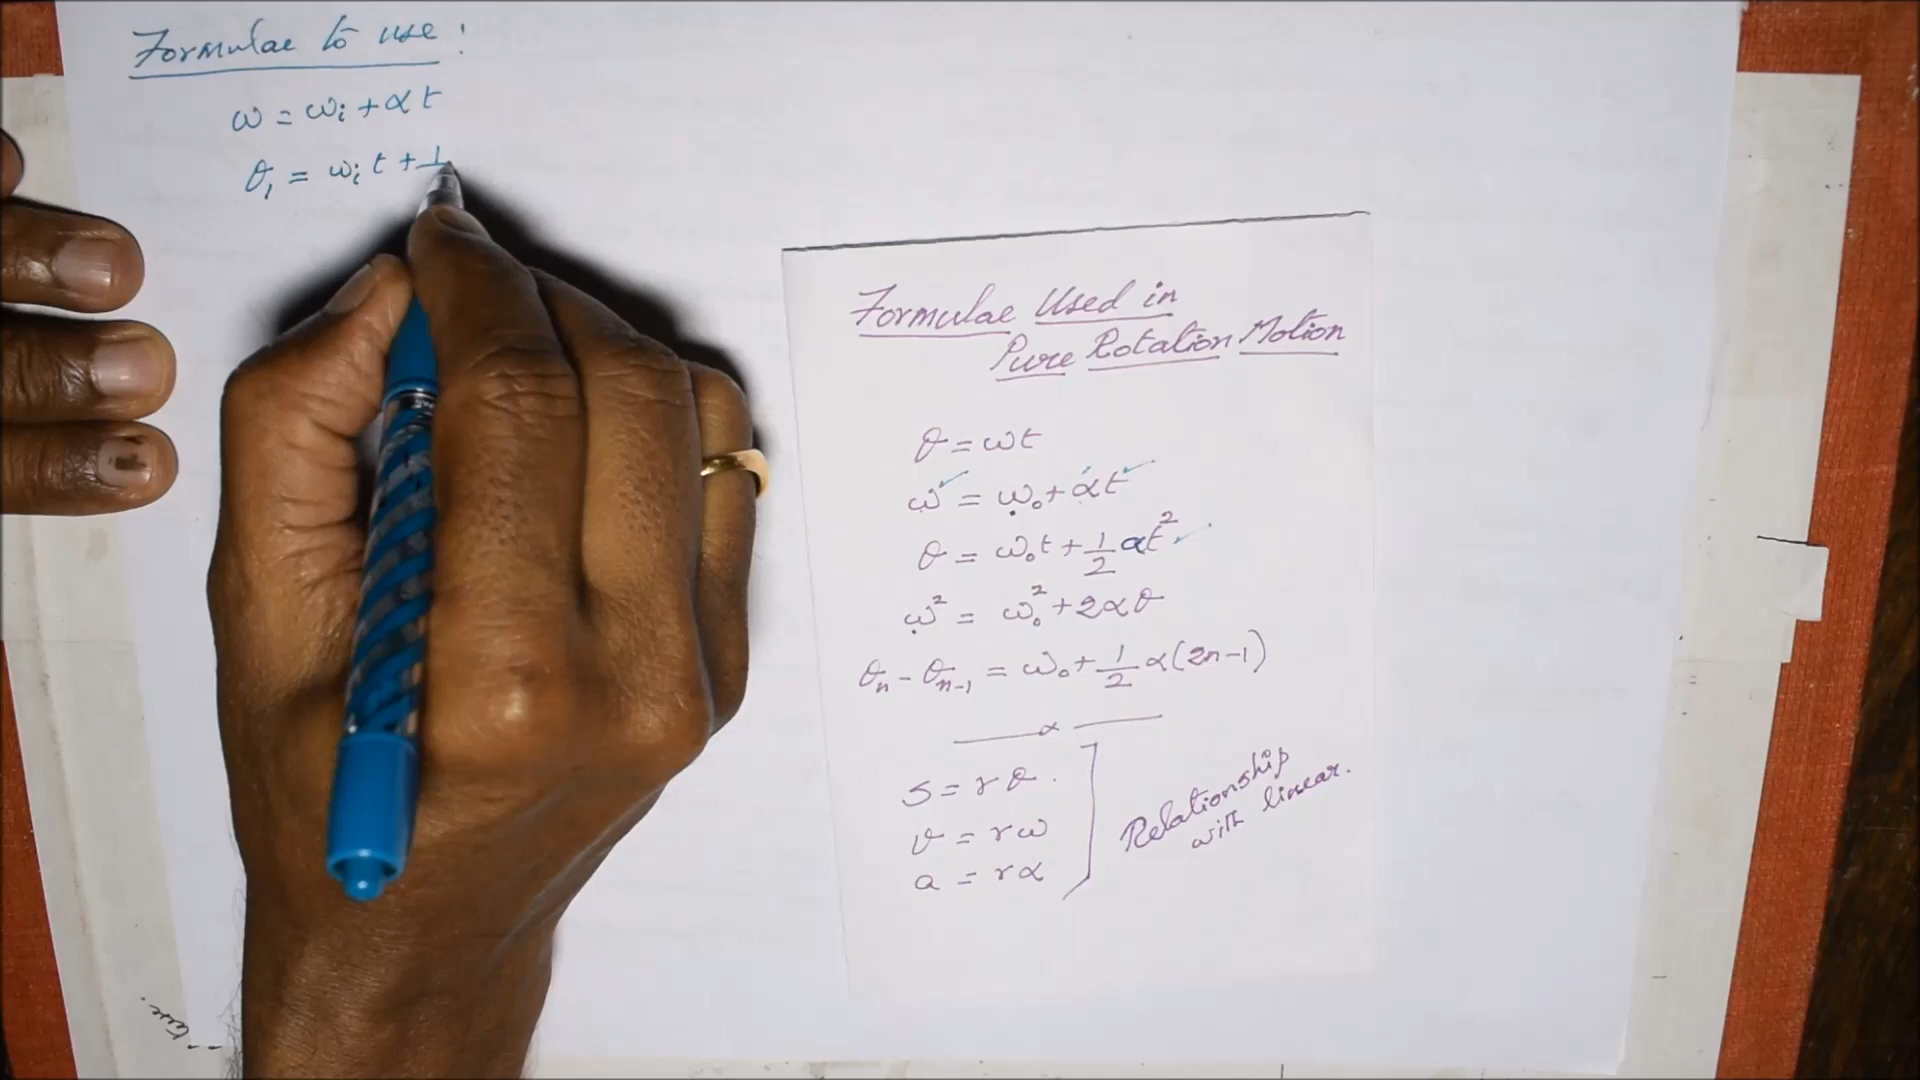 Formulae to use :
ω = ωᵢ + αt
θ₁ = ωᵢ t + 1
Formulae Used in
Pure Rotation Motion
θ = ωt
ω = ω₀ + αt
θ = ω₀t + 1/2 αt²
ω² = ω₀² + 2αθ
θₙ - θₙ₋₁ = ω₀ + 1/2 α(2n-1)
s = rθ.
v = rω
a = rα
Relationship
with linear.